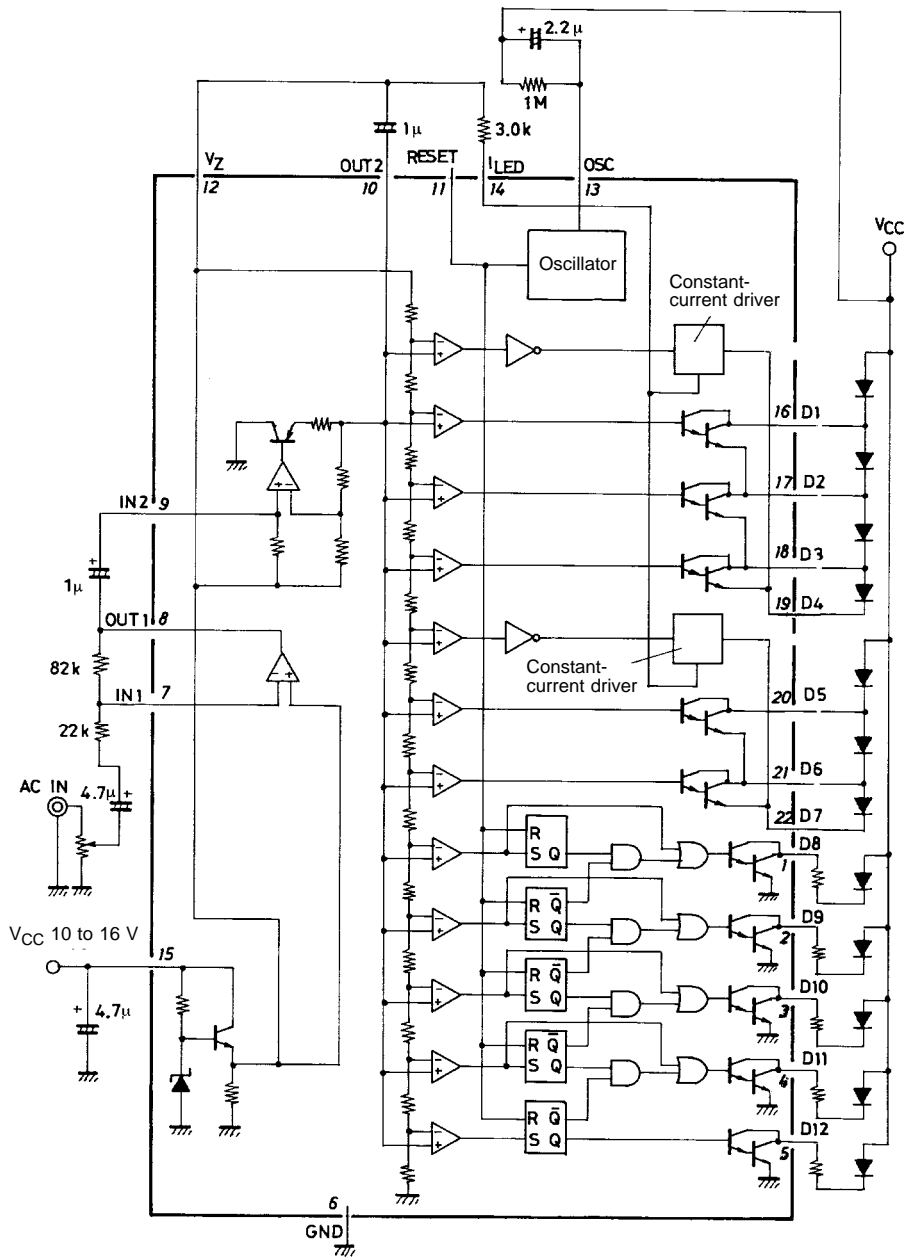 + 2.2μ
1M
1μ
3.0k
VZ
OUT2
RESET
ILED
OSC
12
10
11
14
13
VCC
Oscillator
Constant-
current driver
16 D1
17 D2
IN2 9
18 D3
+
1μ
19 D4
OUT1 8
82k
Constant-
current driver
IN1 7
20 D5
22k
21 D6
AC IN
4.7μ +
22 D7
D8
R
S Q
1
D9
R Q̅
S Q
2
VCC 10 to 16 V
15
D10
R Q̅
S Q
3
+
4.7μ
D11
R Q̅
S Q
4
D12
R Q̅
S Q
5
6
GND